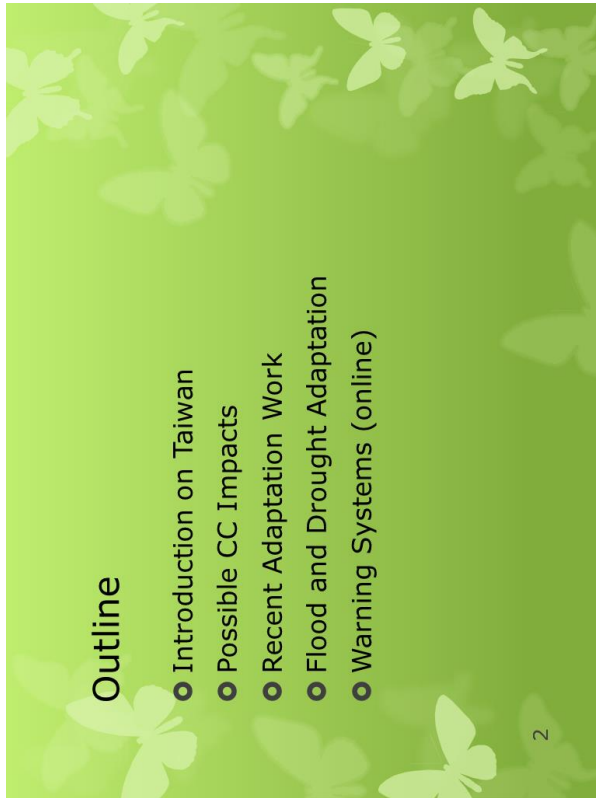 Outline
Introduction on Taiwan
Possible CC Impacts
Recent Adaptation Work
Flood and Drought Adaptation
Warning Systems (online)
2